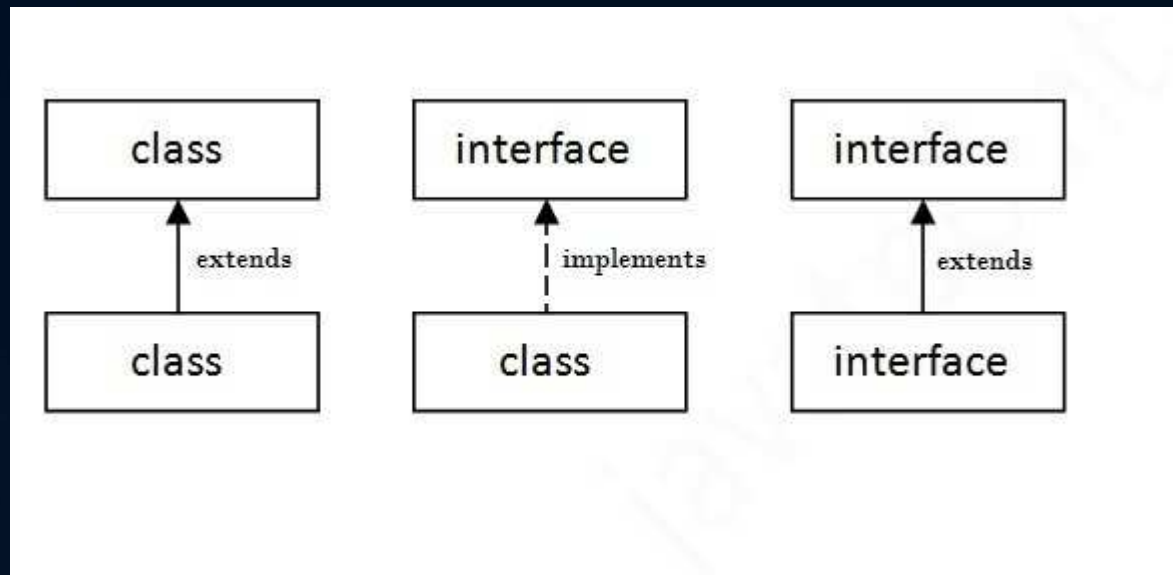 class interface interface
extends implements extends
class class interface